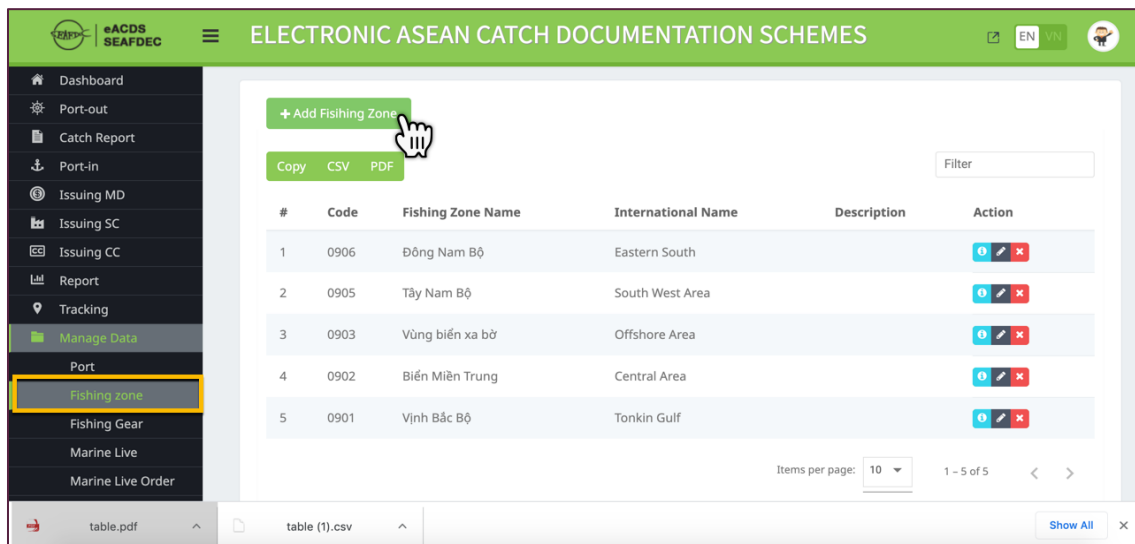 eACDS
SEAFDEC
ELECTRONIC ASEAN CATCH DOCUMENTATION SCHEMES
EN VN
Dashboard
Port-out
Catch Report
Port-in
Issuing MD
Issuing SC
Issuing CC
Report
Tracking
Manage Data
Port
Fishing zone
Fishing Gear
Marine Live
Marine Live Order
+ Add Fisihing Zone
Copy CSV PDF
Filter
# Code Fishing Zone Name International Name Description Action
1 0906 Đông Nam Bộ Eastern South
2 0905 Tây Nam Bộ South West Area
3 0903 Vùng biển xa bờ Offshore Area
4 0902 Biển Miền Trung Central Area
5 0901 Vịnh Bắc Bộ Tonkin Gulf
Items per page: 10 1 – 5 of 5
table.pdf table (1).csv Show All